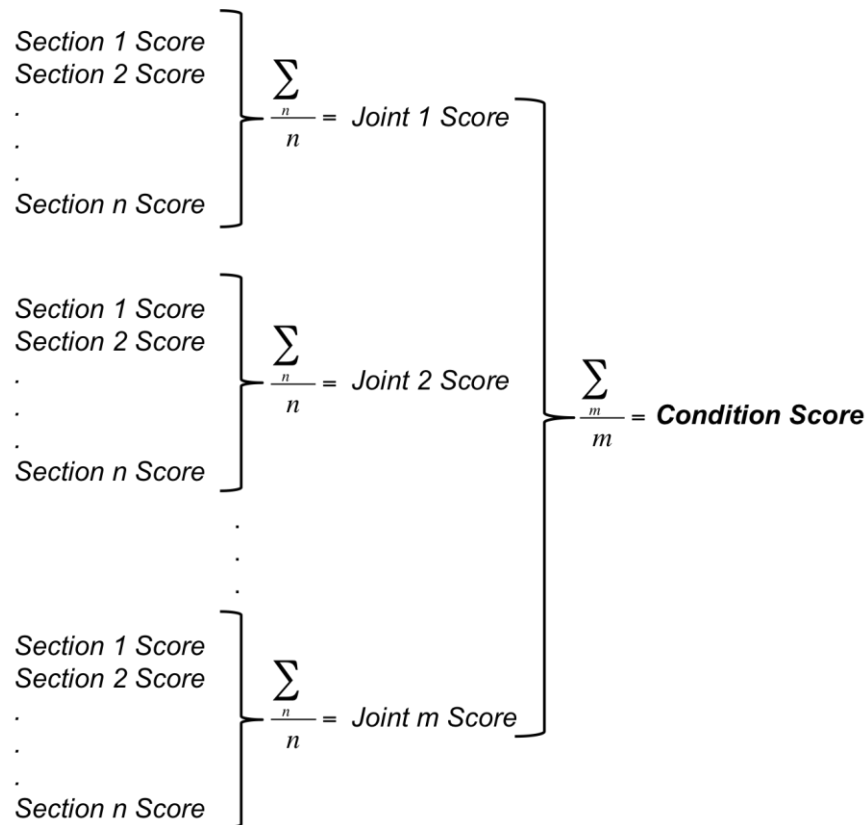 Section 1 Score
Section 2 Score
.
.
.
Section n Score
∑
n
n
= Joint 1 Score
Section 1 Score
Section 2 Score
.
.
.
Section n Score
∑
n
n
= Joint 2 Score
.
.
.
Section 1 Score
Section 2 Score
.
.
.
Section n Score
∑
n
n
= Joint m Score
∑
m
m
= Condition Score